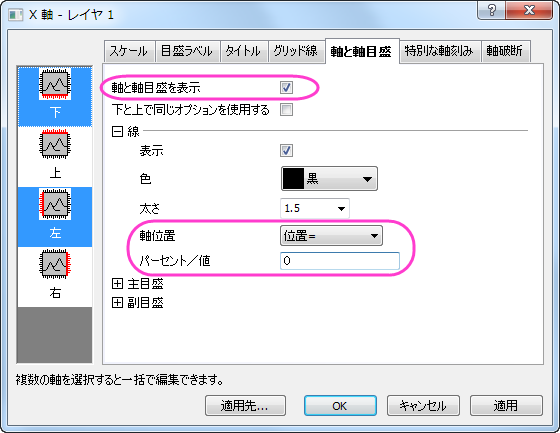 X 軸 - レイヤ 1
スケール 目盛ラベル タイトル グリッド線 軸と軸目盛 特別な軸刻み 軸破断
下
上
左
右
軸と軸目盛を表示
下と上で同じオプションを使用する
線
表示
色 黒
太さ 1.5
軸位置 位置=
パーセント/値 0
主目盛
副目盛
複数の軸を選択すると一括で編集できます。
適用先... OK キャンセル 適用